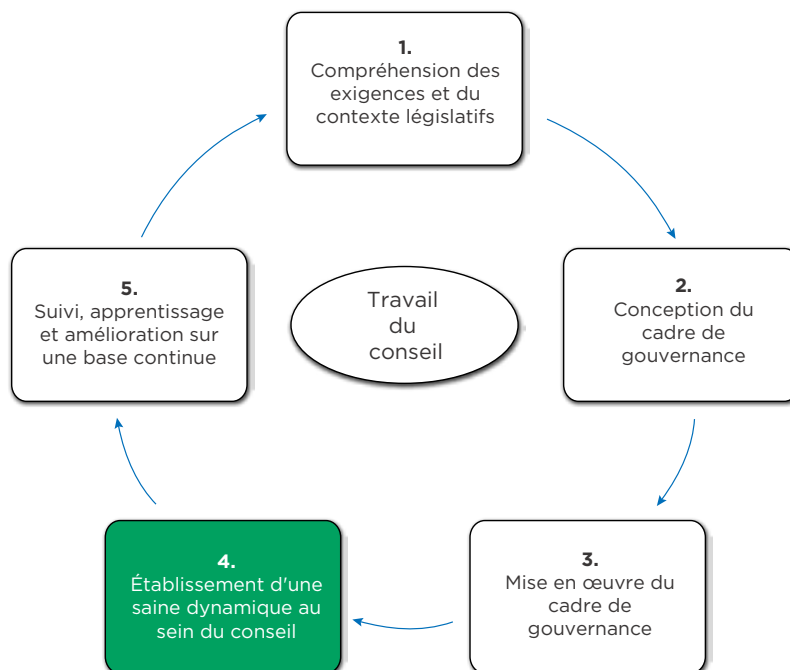 1.
Compréhension des
exigences et du
contexte législatifs
2.
Conception du
cadre de
gouvernance
3.
Mise en œuvre du
cadre de
gouvernance
4.
Établissement d'une
saine dynamique au
sein du conseil
5.
Suivi, apprentissage
et amélioration sur
une base continue
Travail
du
conseil